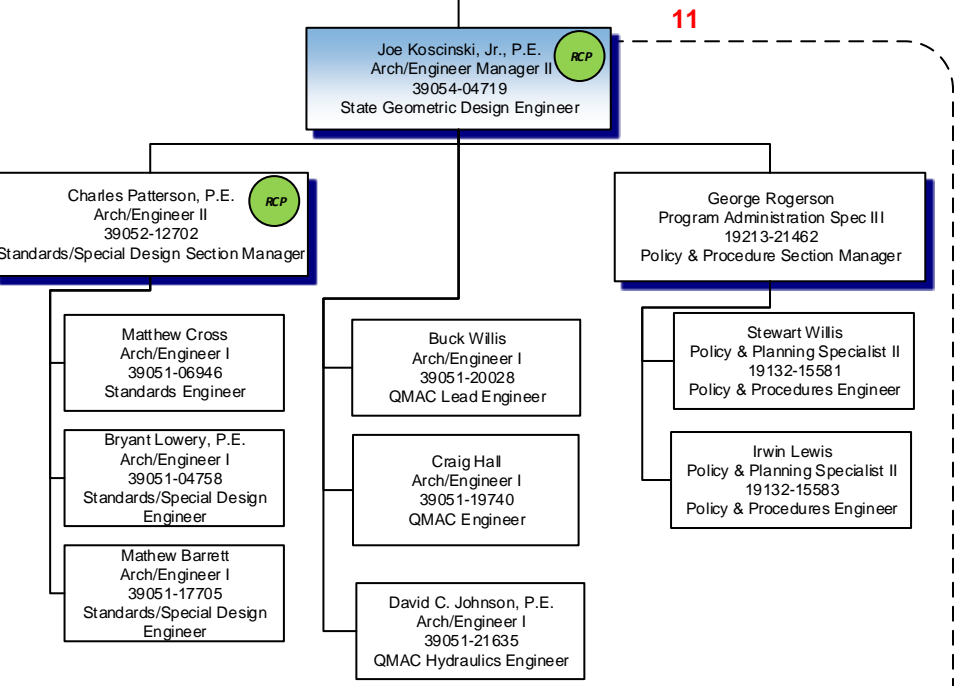 11
Joe Koscinski, Jr., P.E.
Arch/Engineer Manager II
39054-04719
State Geometric Design Engineer
RCP
Charles Patterson, P.E.
Arch/Engineer II
39052-12702
Standards/Special Design Section Manager
RCP
George Rogerson
Program Administration Spec III
19213-21462
Policy & Procedure Section Manager
Matthew Cross
Arch/Engineer I
39051-06946
Standards Engineer
Bryant Lowery, P.E.
Arch/Engineer I
39051-04758
Standards/Special Design
Engineer
Mathew Barrett
Arch/Engineer I
39051-17705
Standards/Special Design
Engineer
Buck Willis
Arch/Engineer I
39051-20028
QMAC Lead Engineer
Craig Hall
Arch/Engineer I
39051-19740
QMAC Engineer
David C. Johnson, P.E.
Arch/Engineer I
39051-21635
QMAC Hydraulics Engineer
Stewart Willis
Policy & Planning Specialist II
19132-15581
Policy & Procedures Engineer
Irwin Lewis
Policy & Planning Specialist II
19132-15583
Policy & Procedures Engineer